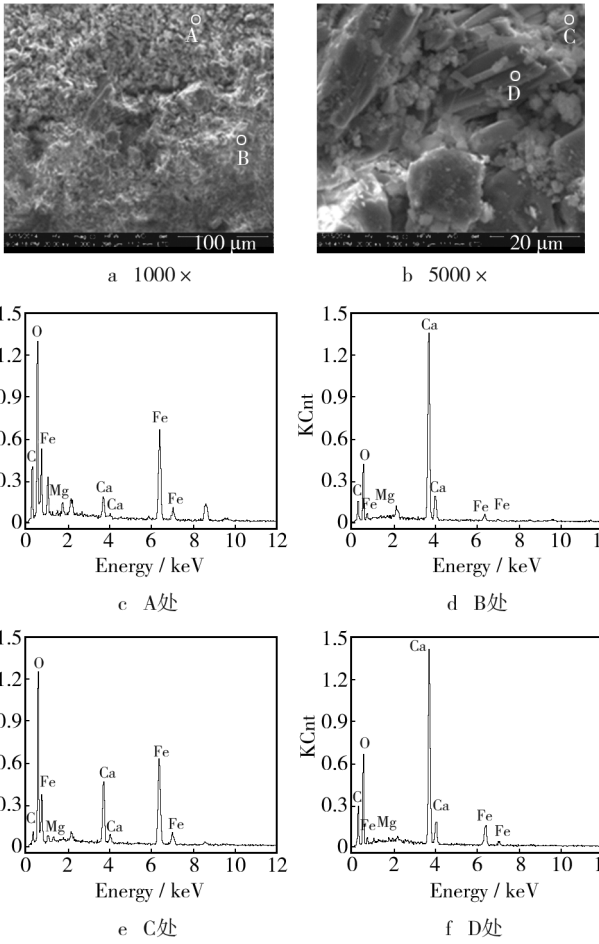 A
B
100 μm
C
D
20 μm
a 1000×
b 5000×
1.5
1.2
0.9
0.6
0.3
0
O
C
Fe
Mg
Ca
Ca
Fe
Fe
0 2 4 6 8 10 12
Energy / keV
c A处
KCnt
1.5
1.2
0.9
0.6
0.3
0
Ca
O
C
Fe
Mg
Ca
Fe
Fe
0 2 4 6 8 10
Energy / keV
d B处
1.5
1.2
0.9
0.6
0.3
0
O
Fe
C
Mg
Ca
Ca
Fe
Fe
0 2 4 6 8 10 12
Energy / keV
e C处
KCnt
1.5
1.2
0.9
0.6
0.3
0
Ca
O
C
Fe
Mg
Ca
Fe
Fe
0 2 4 6 8 10
Energy / keV
f D处